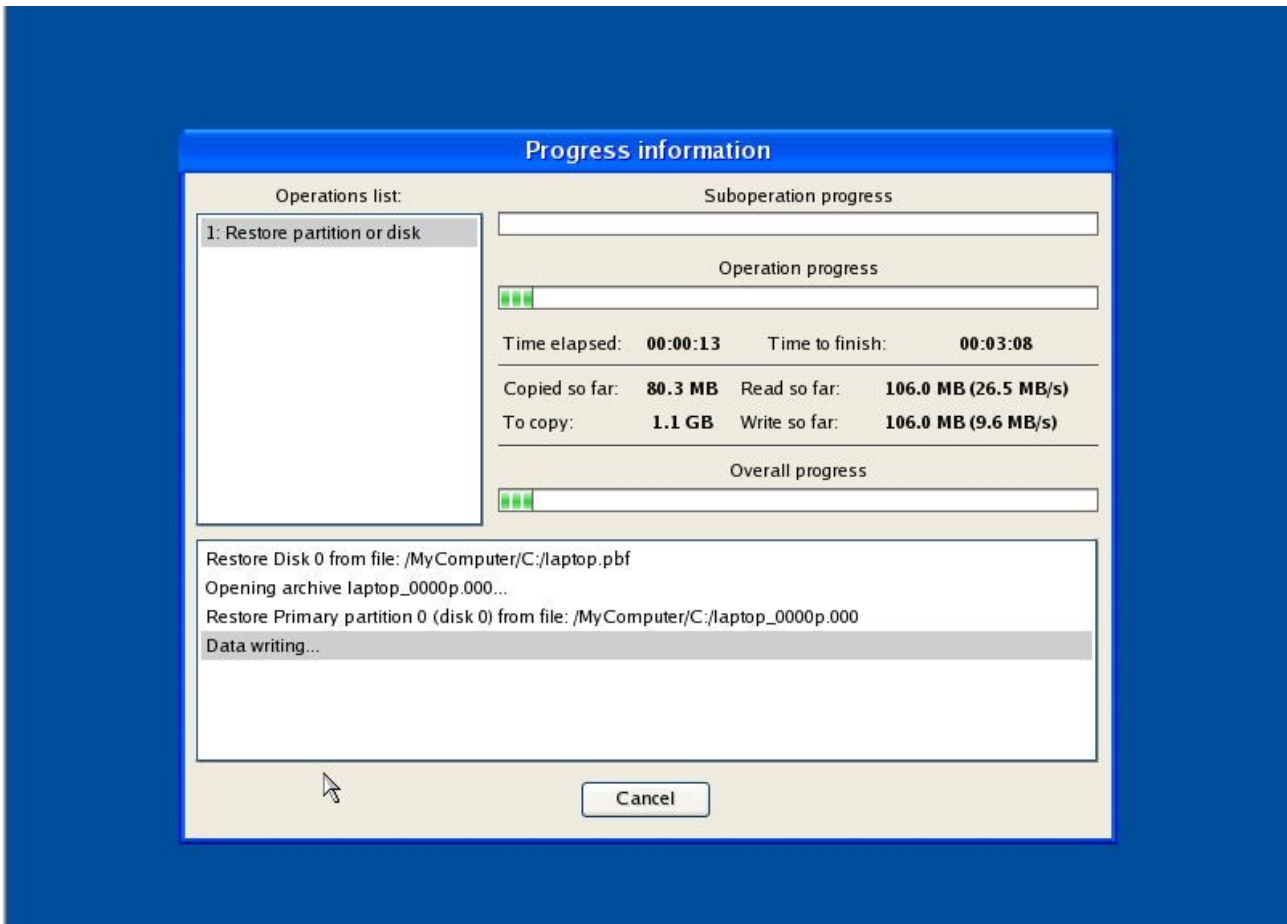 Progress information
Operations list:
1: Restore partition or disk
Suboperation progress
Operation progress
Time elapsed: 00:00:13 Time to finish: 00:03:08
Copied so far: 80.3 MB Read so far: 106.0 MB (26.5 MB/s)
To copy: 1.1 GB Write so far: 106.0 MB (9.6 MB/s)
Overall progress
Restore Disk 0 from file: /MyComputer/C:/laptop.pbf
Opening archive laptop_0000p.000...
Restore Primary partition 0 (disk 0) from file: /MyComputer/C:/laptop_0000p.000
Data writing...
Cancel